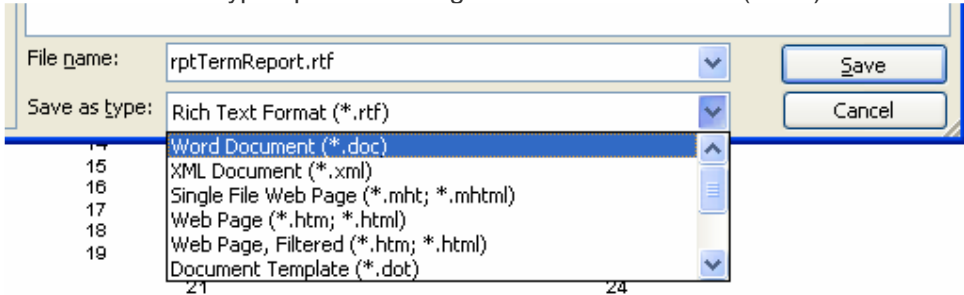 File name: rptTermReport.rtf Save
Save as type: Rich Text Format (*.rtf) Cancel
Word Document (*.doc)
XML Document (*.xml)
15
Single File Web Page (*.mht; *.mhtml)
16
Web Page (*.htm; *.html)
17
Web Page, Filtered (*.htm; *.html)
18
Document Template (*.dot)
19
21 24